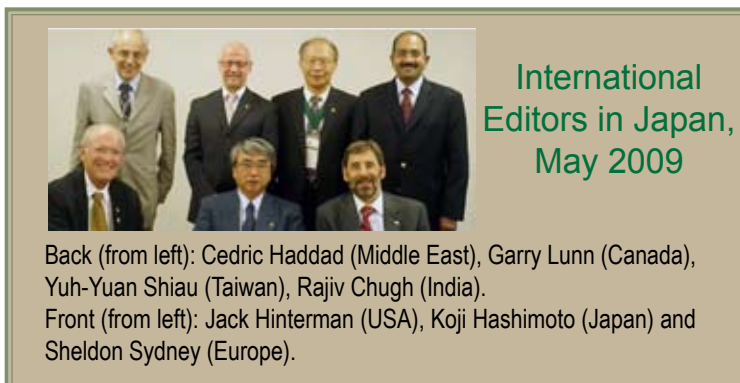 International
Editors in Japan,
May 2009
Back (from left): Cedric Haddad (Middle East), Garry Lunn (Canada),
Yuh-Yuan Shiau (Taiwan), Rajiv Chugh (India).
Front (from left): Jack Hinterman (USA), Koji Hashimoto (Japan) and
Sheldon Sydney (Europe).